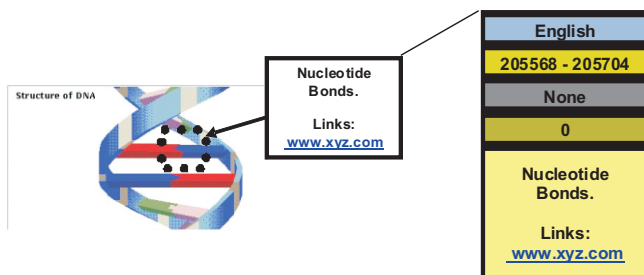 Structure of DNA
Nucleotide
Bonds.
Links:
www.xyz.com
English
205568 - 205704
None
0
Nucleotide
Bonds.
Links:
www.xyz.com